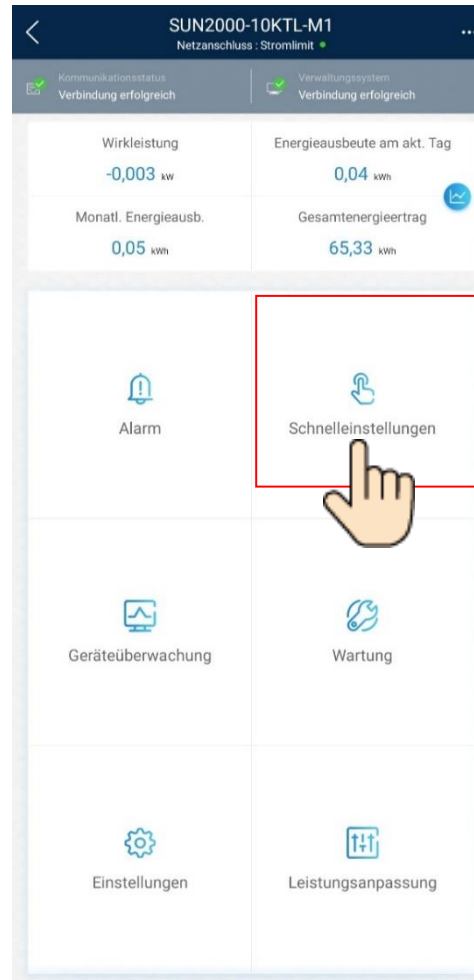 SUN2000-10KTL-M1
Netzanschluss : Stromlimit
Kommunikationsstatus
Verbindung erfolgreich
Verwaltungssystem
Verbindung erfolgreich
Wirkleistung
-0,003 kW
Energieausbeute am akt. Tag
0,04 kWh
Monatl. Energieausb.
0,05 kWh
Gesamtenergieertrag
65,33 kWh
Alarm
Schnelleinstellungen
Geräteüberwachung
Wartung
Einstellungen
Leistungsanpassung